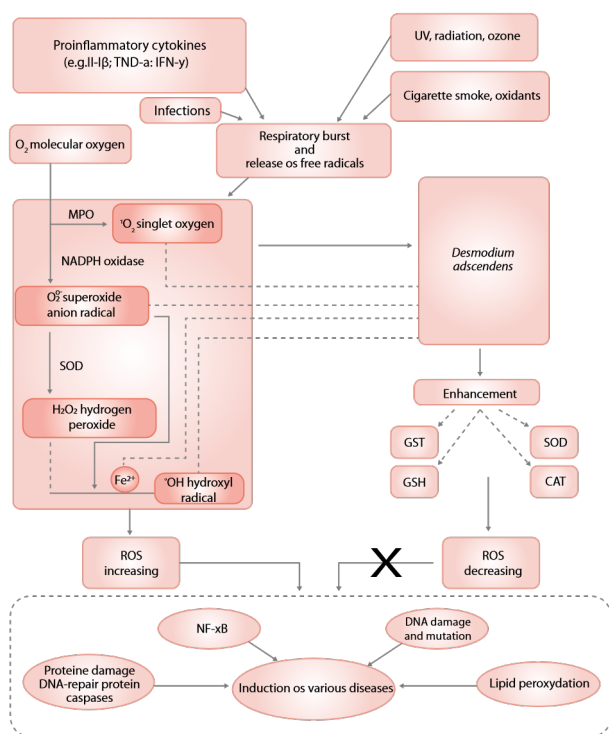 Proinflammatory cytokines
(e.g.Il-Iβ; TND-a: IFN-y)
UV, radiation, ozone
Cigarette smoke, oxidants
Infections
Respiratory burst
and
release os free radicals
O₂ molecular oxygen
MPO
¹O₂ singlet oxygen
NADPH oxidase
O₂•̄ superoxide
anion radical
SOD
H₂O₂ hydrogen
peroxide
Fe²⁺
°OH hydroxyl
radical
Desmodium
adscendens
Enhancement
GST
SOD
GSH
CAT
ROS
increasing
X
ROS
decreasing
NF-xB
DNA damage
and mutation
Proteine damage
DNA-repair protein
caspases
Induction os various diseases
Lipid peroxydation